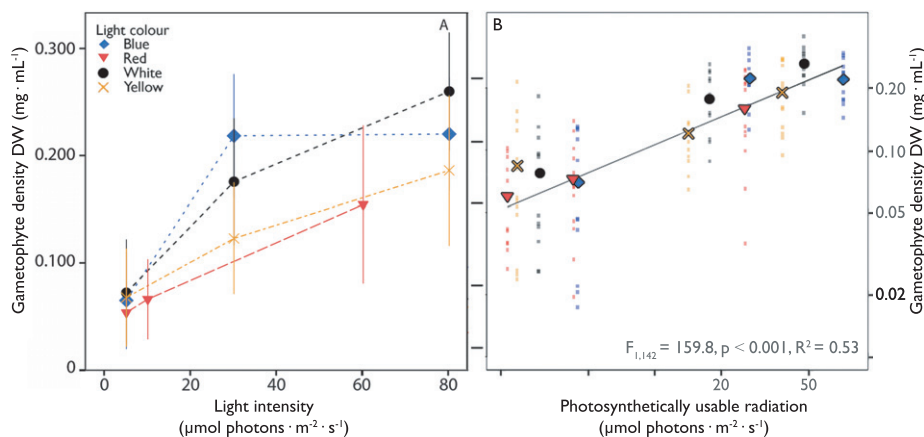 A
B
Light colour
Blue
Red
White
Yellow
Gametophyte density DW (mg · mL⁻¹)
0.300
0.200
0.100
0
0 20 40 60 80
Light intensity
(μmol photons · m⁻² · s⁻¹)
Gametophyte density DW (mg · mL⁻¹)
0.20
0.10
0.05
0.02
F₁,₁₄₂ = 159.8, p < 0.001, R² = 0.53
20 50
Photosynthetically usable radiation
(μmol photons · m⁻² · s⁻¹)